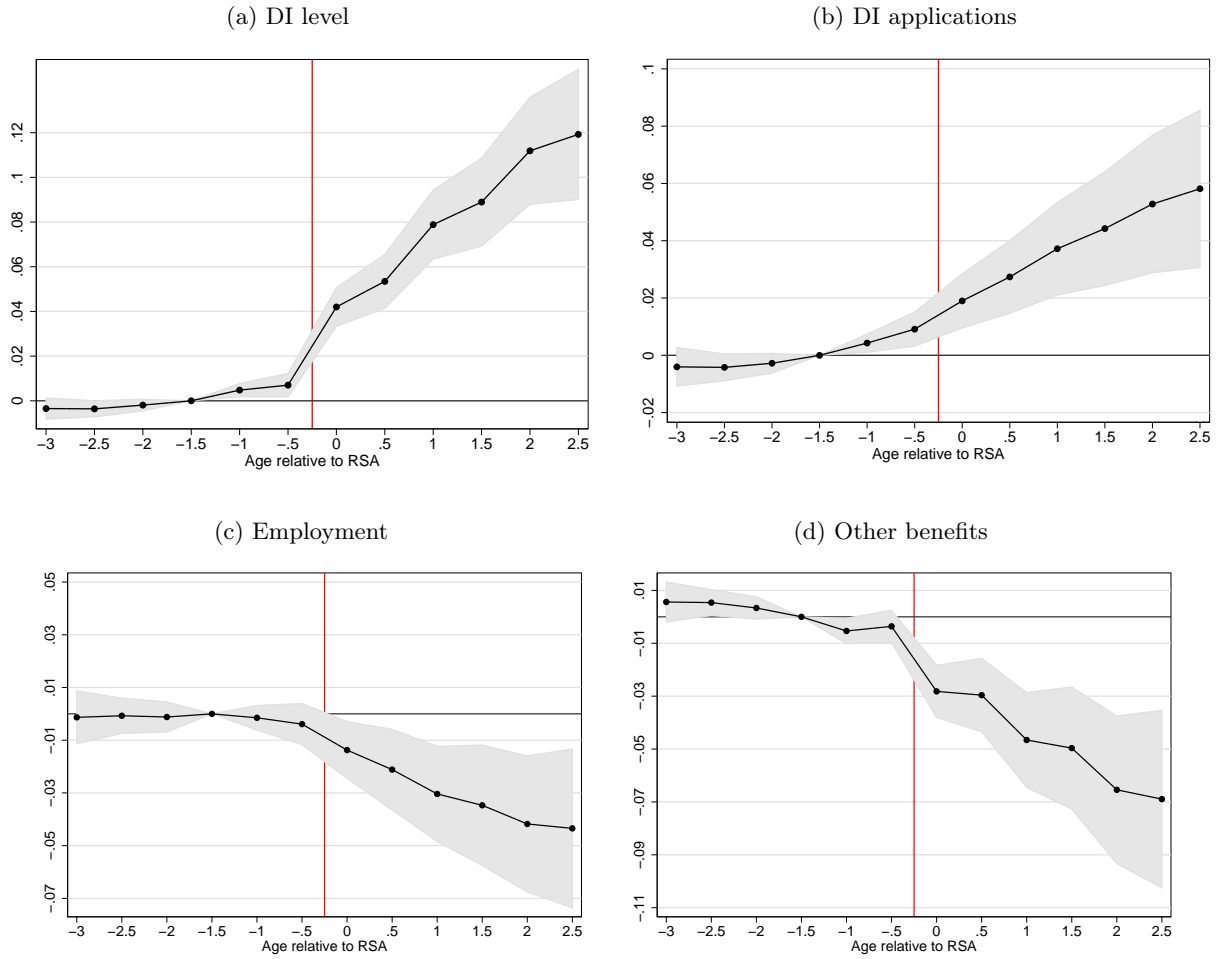 (a) DI level
(b) DI applications
0 .02 .04 .06 .08 .1 .12
−3 −2.5 −2 −1.5 −1 −.5 0 .5 1 1.5 2 2.5
Age relative to RSA
−.02 0 .02 .04 .06 .08 .1
−3 −2.5 −2 −1.5 −1 −.5 0 .5 1 1.5 2 2.5
Age relative to RSA
(c) Employment
(d) Other benefits
−.07 −.05 −.03 −.01 .01 .03 .05
−3 −2.5 −2 −1.5 −1 −.5 0 .5 1 1.5 2 2.5
Age relative to RSA
−.11 −.09 −.07 −.05 −.03 −.01 .01
−3 −2.5 −2 −1.5 −1 −.5 0 .5 1 1.5 2 2.5
Age relative to RSA